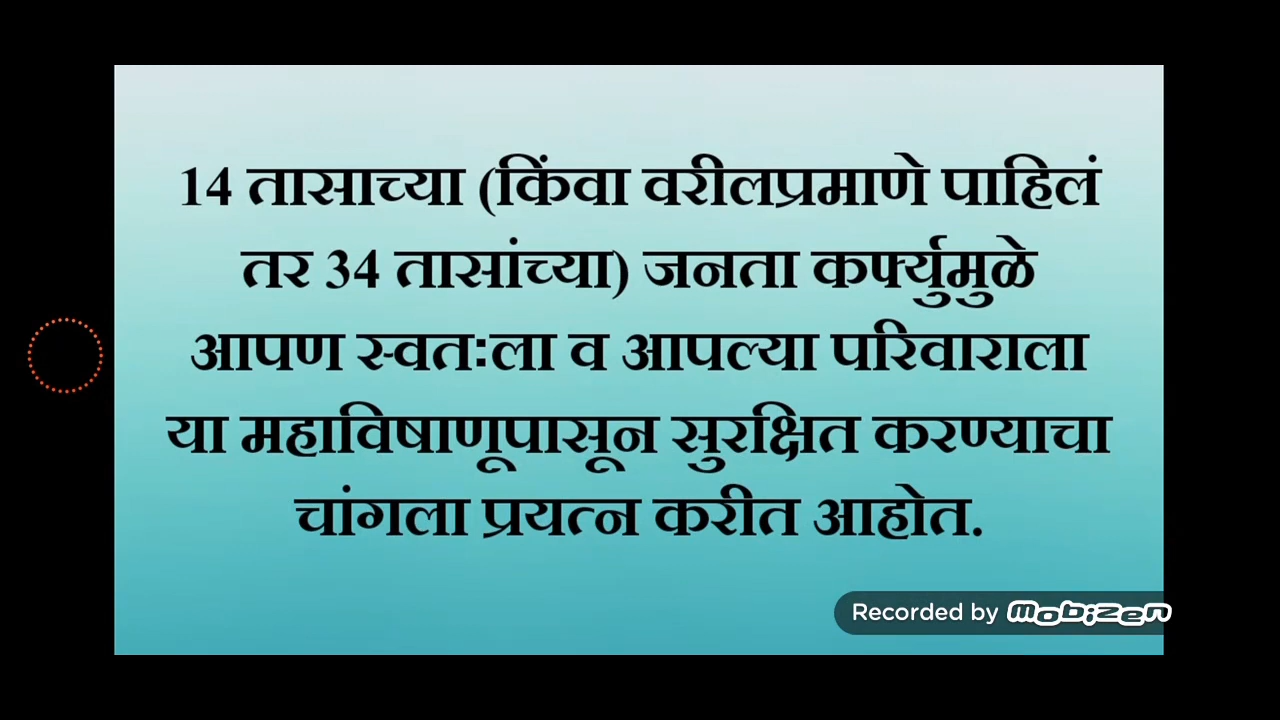 14 तासाच्या (किंवा वरीलप्रमाणे पाहिलं
तर 34 तासांच्या) जनता कर्फ्युमुळे
आपण स्वतःला व आपल्या परिवाराला
या महाविषाणूपासून सुरक्षित करण्याचा
चांगला प्रयत्न करीत आहोत.
Recorded by mobizen